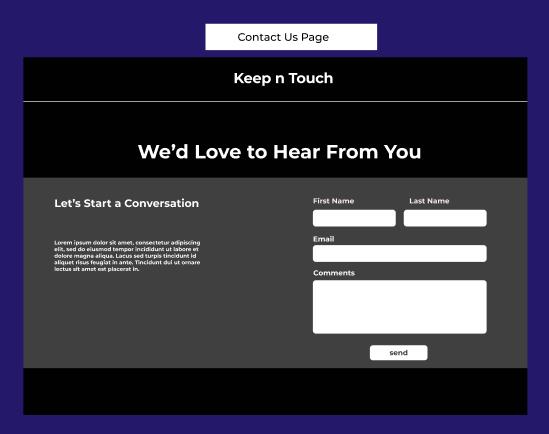 Contact Us Page
Keep n Touch
We'd Love to Hear From You
Let's Start a Conversation
Lorem ipsum dolor sit amet, consectetur adipiscing
elit, sed do eiusmod tempor incididunt ut labore et
dolore magna aliqua. Lacus sed turpis tincidunt id
aliquet risus feugiat in ante. Tincidunt dui ut ornare
lectus sit amet est placerat in.
First Name
Last Name
Email
Comments
send